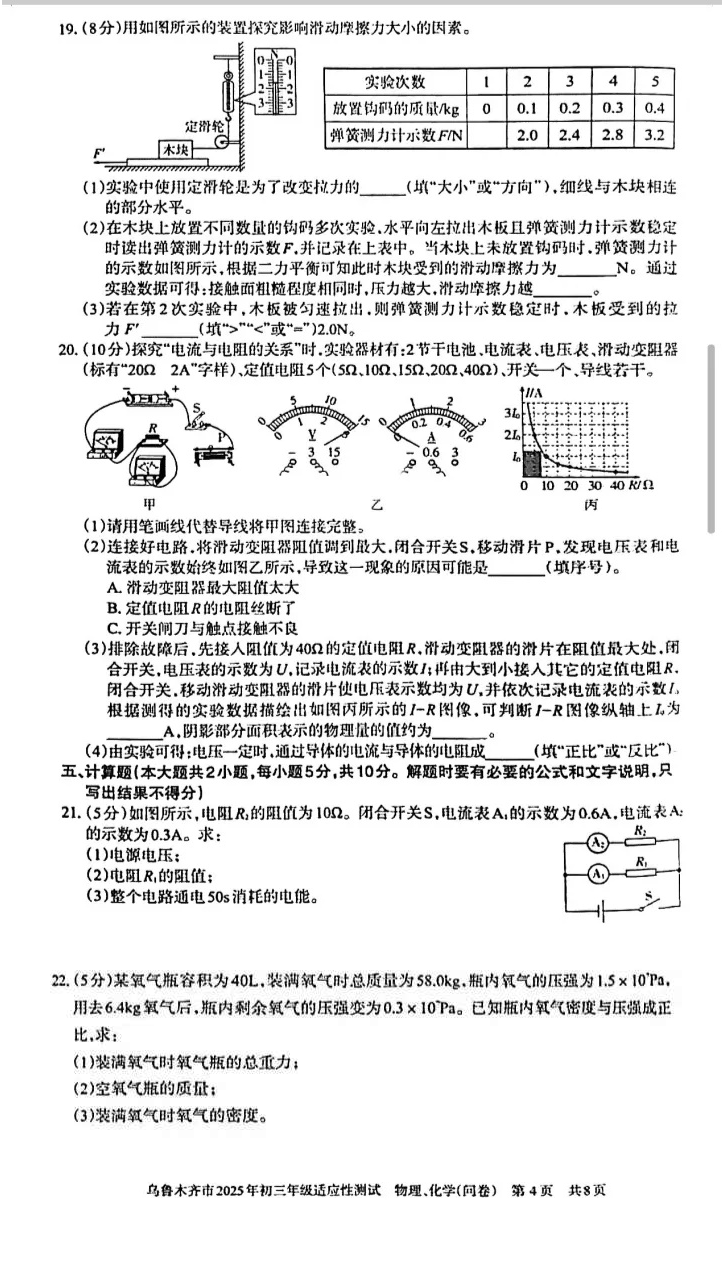 19.(8分)用如图所示的装置探究影响滑动摩擦力大小的因素。
N
0 0
1 1
2 2
3 3
定滑轮
木块
F′
实验次数 1 2 3 4 5
放置钩码的质量/kg 0 0.1 0.2 0.3 0.4
弹簧测力计示数F/N 2.0 2.4 2.8 3.2
(1)实验中使用定滑轮是为了改变拉力的______(填“大小”或“方向”),细线与木块相连
的部分水平。
(2)在木块上放置不同数量的钩码多次实验,水平向左拉出木板且弹簧测力计示数稳定
时读出弹簧测力计的示数F,并记录在上表中。当木块上未放置钩码时,弹簧测力计
的示数如图所示,根据二力平衡可知此时木块受到的滑动摩擦力为________N。通过
实验数据可得:接触面粗糙程度相同时,压力越大,滑动摩擦力越________。
(3)若在第2次实验中,木板被匀速拉出,则弹簧测力计示数稳定时,木板受到的拉
力F′________(填“>”“<”或“=”)2.0N。
20.(10分)探究“电流与电阻的关系”时,实验器材有:2节干电池、电流表、电压表、滑动变阻器
(标有“20Ω 2A”字样)、定值电阻5个(5Ω、10Ω、15Ω、20Ω、40Ω)、开关一个、导线若干。
− +
S
R
P
甲
0 5 10 15
0 1 2 3
V
− 3 15
0 1 2 3
0 0.2 0.4 0.6
A
− 0.6 3
乙
I/A
3I₀
2I₀
I₀
0 10 20 30 40 R/Ω
丙
(1)请用笔画线代替导线将甲图连接完整。
(2)连接好电路,将滑动变阻器阻值调到最大,闭合开关S,移动滑片P,发现电压表和电
流表的示数始终如图乙所示,导致这一现象的原因可能是________(填序号)。
A. 滑动变阻器最大阻值太大
B. 定值电阻R的电阻丝断了
C. 开关闸刀与触点接触不良
(3)排除故障后,先接入阻值为40Ω的定值电阻R,滑动变阻器的滑片在阻值最大处,闭
合开关,电压表的示数为U,记录电流表的示数I;再由大到小接入其它的定值电阻R,
闭合开关,移动滑动变阻器的滑片使电压表示数均为U,并依次记录电流表的示数I。
根据测得的实验数据描绘出如图丙所示的I-R图像,可判断I-R图像纵轴上I₀为
________A,阴影部分面积表示的物理量的值约为________。
(4)由实验可得:电压一定时,通过导体的电流与导体的电阻成______(填“正比”或“反比”)
五、计算题(本大题共2小题,每小题5分,共10分。解题时要有必要的公式和文字说明,只
写出结果不得分)
21.(5分)如图所示,电阻R₁的阻值为10Ω。闭合开关S,电流表A₁的示数为0.6A,电流表A₂
的示数为0.3A。求:
(1)电源电压;
(2)电阻R₂的阻值;
(3)整个电路通电50s消耗的电能。
A₂ R₂
A₁ R₁
S
22.(5分)某氧气瓶容积为40L,装满氧气时总质量为58.0kg,瓶内氧气的压强为1.5×10⁷Pa,
用去6.4kg氧气后,瓶内剩余氧气的压强变为0.3×10⁷Pa。已知瓶内氧气密度与压强成正
比,求:
(1)装满氧气时氧气瓶的总重力;
(2)空氧气瓶的质量;
(3)装满氧气时氧气的密度。
乌鲁木齐市2025年初三年级适应性测试 物理、化学(问卷) 第4页 共8页